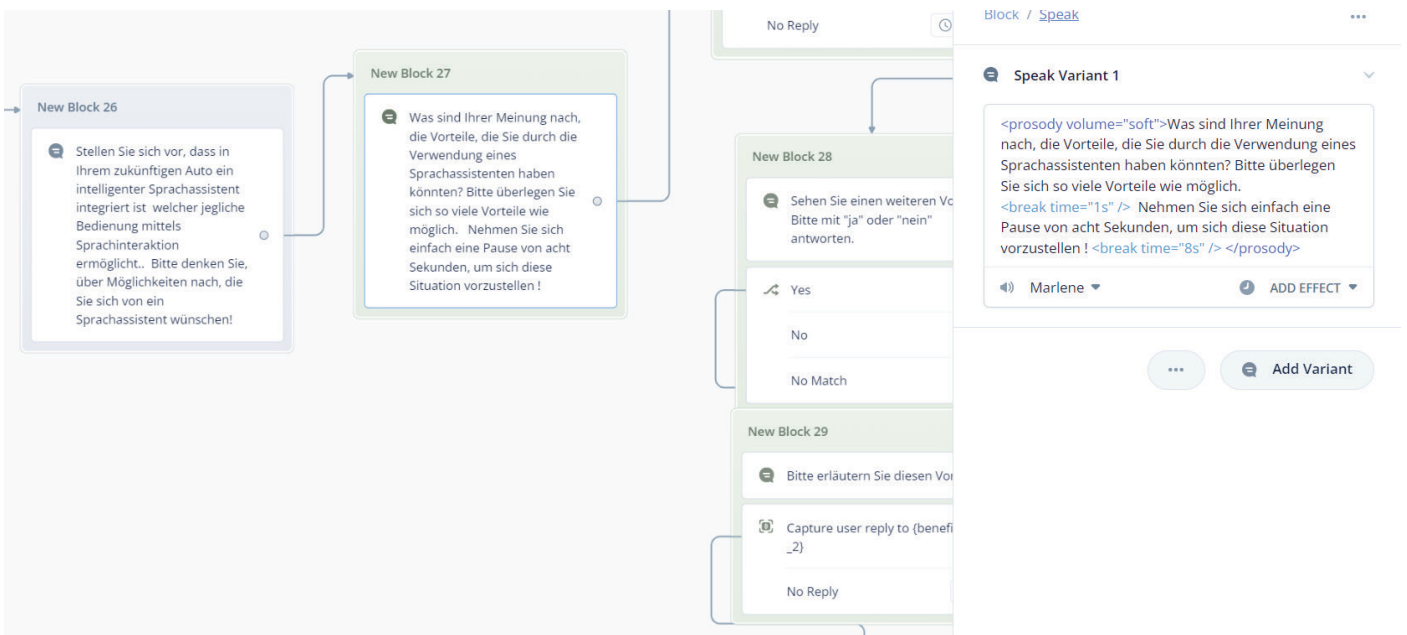 No Reply
New Block 26
Stellen Sie sich vor, dass in
Ihrem zukünftigen Auto ein
intelligenter Sprachassistent
integriert ist  welcher jegliche
Bedienung mittels
Sprachinteraktion
ermöglicht..  Bitte denken Sie,
über Möglichkeiten nach, die
Sie sich von ein
Sprachassistent wünschen!
New Block 27
Was sind Ihrer Meinung nach,
die Vorteile, die Sie durch die
Verwendung eines
Sprachassistenten haben
könnten? Bitte überlegen Sie
sich so viele Vorteile wie
möglich.   Nehmen Sie sich
einfach eine Pause von acht
Sekunden, um sich diese
Situation vorzustellen !
New Block 28
Sehen Sie einen weiteren Vo
Bitte mit "ja" oder "nein"
antworten.
Yes
No
No Match
New Block 29
Bitte erläutern Sie diesen Vor
Capture user reply to {benefi
_2}
No Reply
Block / Speak
Speak Variant 1
<prosody volume="soft">Was sind Ihrer Meinung
nach, die Vorteile, die Sie durch die Verwendung eines
Sprachassistenten haben könnten? Bitte überlegen
Sie sich so viele Vorteile wie möglich.
<break time="1s" />  Nehmen Sie sich einfach eine
Pause von acht Sekunden, um sich diese Situation
vorzustellen ! <break time="8s" /> </prosody>
Marlene
ADD EFFECT
Add Variant